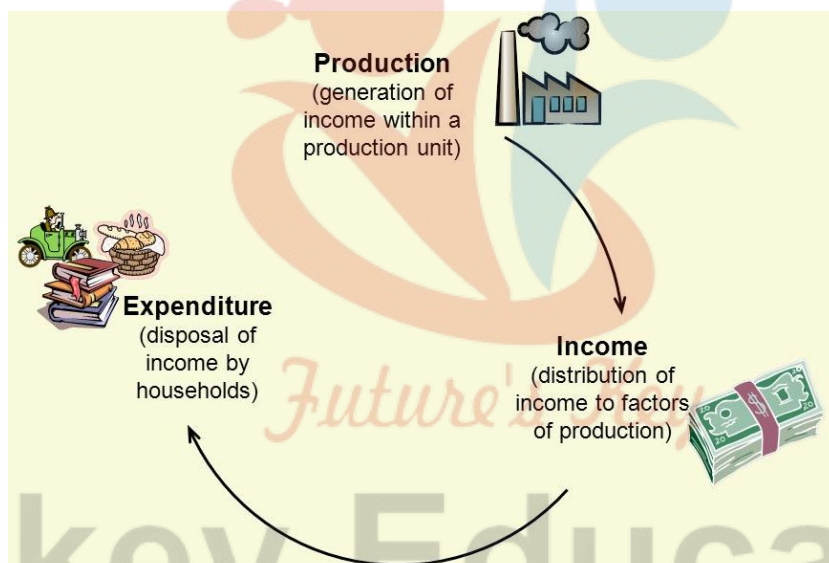 Production
(generation of
income within a
production unit)
Expenditure
(disposal of
income by
households)
Income
(distribution of
income to factors
of production)
Future's Key
key Educa